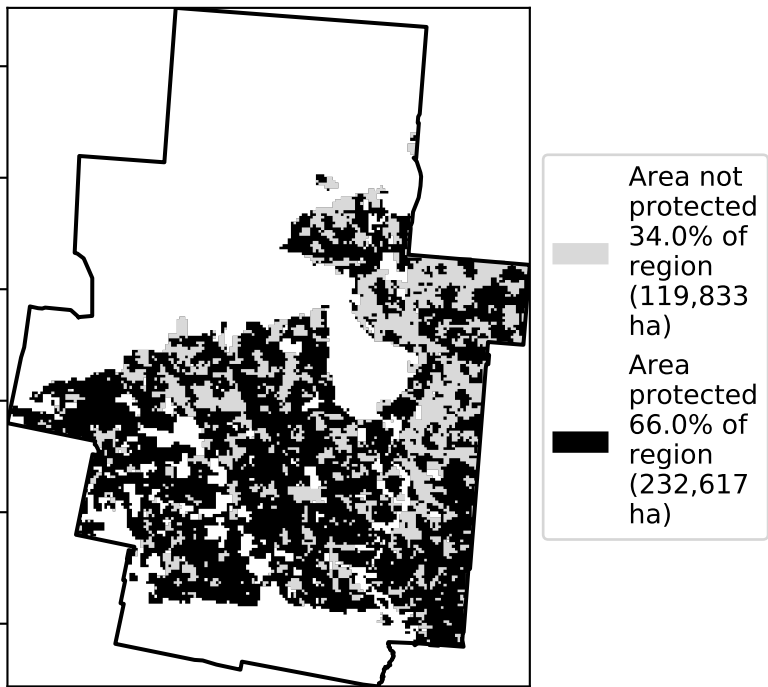 Area not
protected
34.0% of
region
(119,833
ha)
Area
protected
66.0% of
region
(232,617
ha)